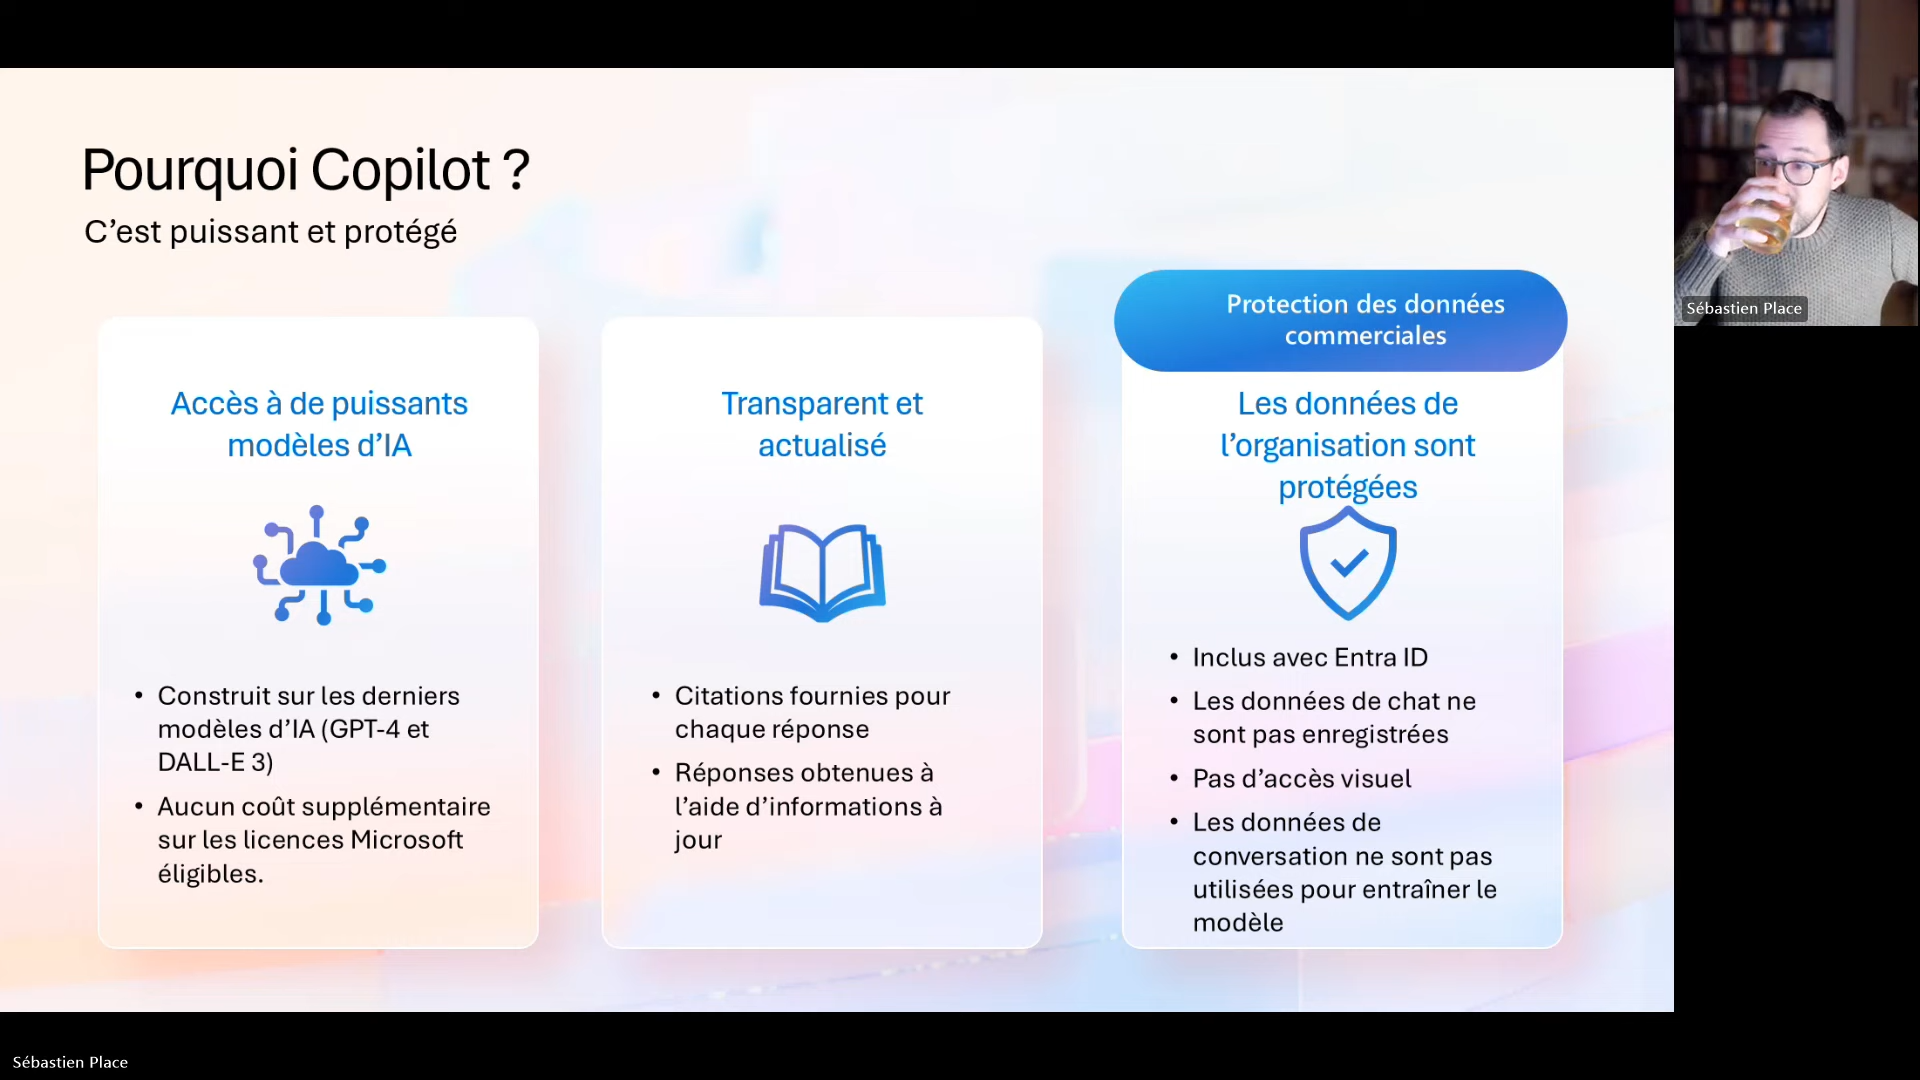 Pourquoi Copilot ?
C’est puissant et protégé
Accès à de puissants
modèles d’IA
• Construit sur les derniers
modèles d’IA (GPT-4 et
DALL-E 3)
• Aucun coût supplémentaire
sur les licences Microsoft
éligibles.
Transparent et
actualisé
• Citations fournies pour
chaque réponse
• Réponses obtenues à
l’aide d’informations à
jour
Protection des données
commerciales
Les données de
l’organisation sont
protégées
• Inclus avec Entra ID
• Les données de chat ne
sont pas enregistrées
• Pas d’accès visuel
• Les données de
conversation ne sont pas
utilisées pour entraîner le
modèle
Sébastien Place
Sébastien Place